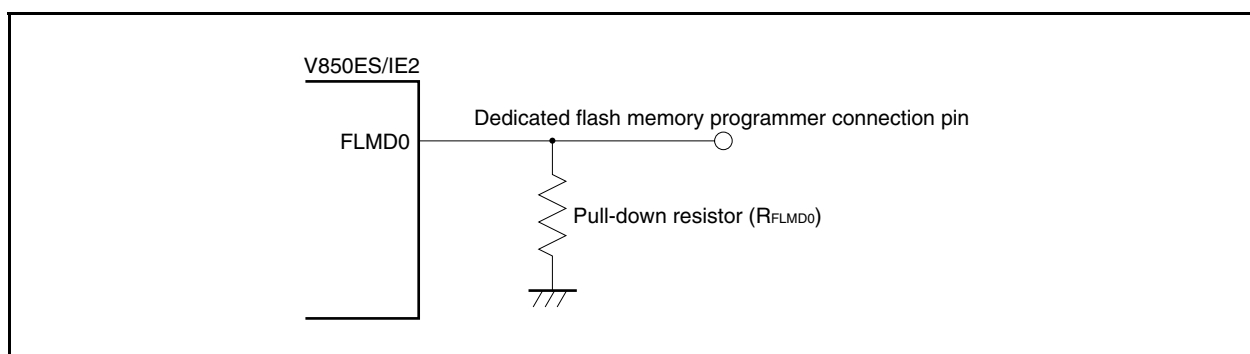 V850ES/IE2
Dedicated flash memory programmer connection pin
FLMD0
Pull-down resistor (RFLMD0)